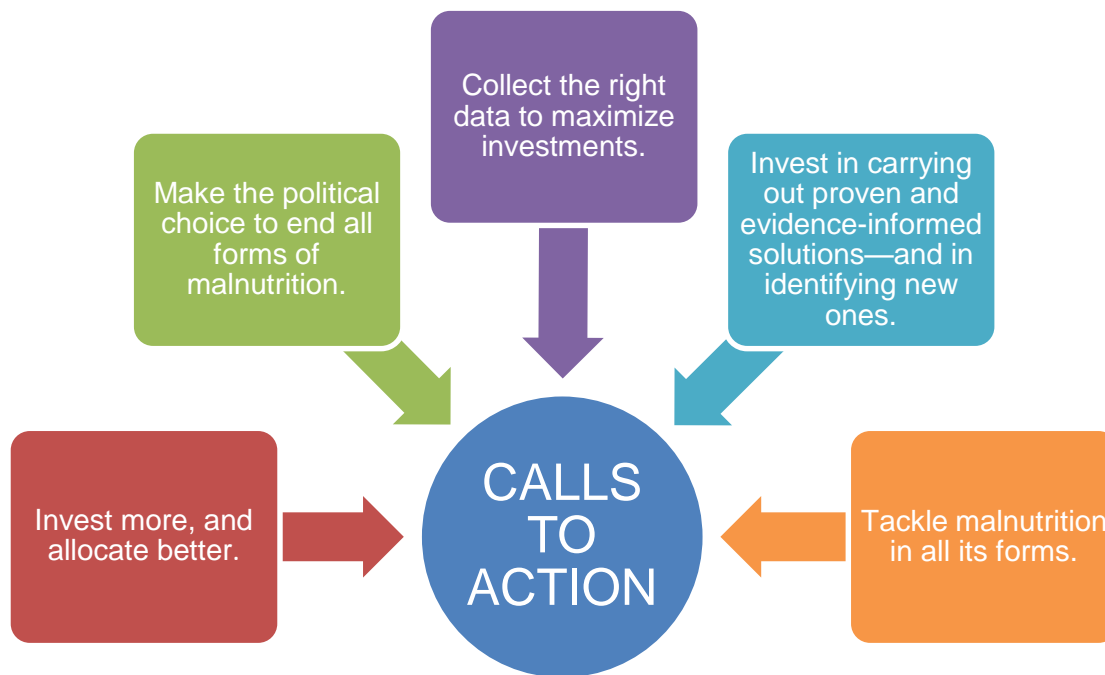 Collect the right
data to maximize
investments.
Make the political
choice to end all
forms of
malnutrition.
Invest in carrying
out proven and
evidence-informed
solutions—and in
identifying new
ones.
Invest more, and
allocate better.
CALLS
TO
ACTION
Tackle malnutrition
in all its forms.